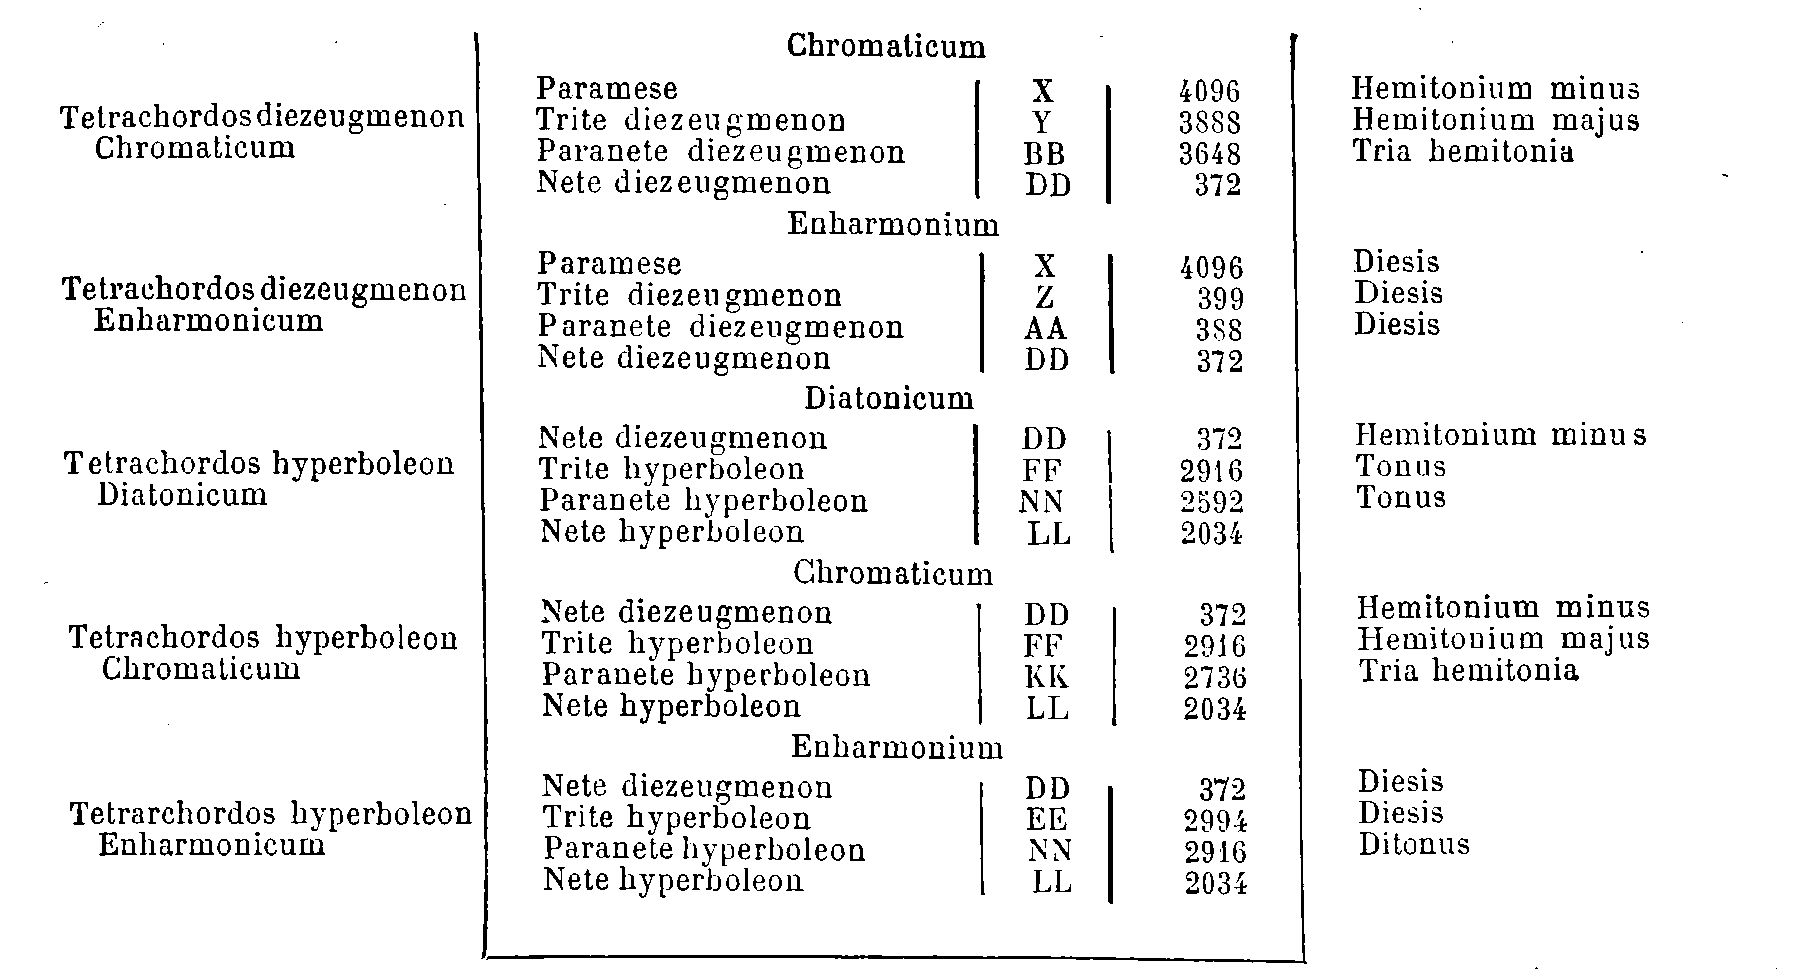 Chromaticum
Paramese X 4096 Hemitonium minus
Tetrachordos diezeugmenon Trite diezeugmenon Y 3888 Hemitonium majus
Chromaticum Paranete diezeugmenon BB 3648 Tria hemitonia
Nete diezeugmenon DD 372
Enharmonium
Paramese X 4096 Diesis
Tetrachordos diezeugmenon Trite diezeugmenon Z 399 Diesis
Enharmonicum Paranete diezeugmenon AA 388 Diesis
Nete diezeugmenon DD 372
Diatonicum
Nete diezeugmenon DD 372 Hemitonium minus
Tetrachordos hyperboleon Trite hyperboleon FF 2916 Tonus
Diatonicum Paranete hyperboleon NN 2592 Tonus
Nete hyperboleon LL 2034
Chromaticum
Nete diezeugmenon DD 372 Hemitonium minus
Tetrachordos hyperboleon Trite hyperboleon FF 2916 Hemitonium majus
Chromaticum Paranete hyperboleon KK 2736 Tria hemitonia
Nete hyperboleon LL 2034
Enharmonium
Nete diezeugmenon DD 372 Diesis
Tetrarchordos hyperboleon Trite hyperboleon EE 2994 Diesis
Enharmonicum Paranete hyperboleon NN 2916 Ditonus
Nete hyperboleon LL 2034